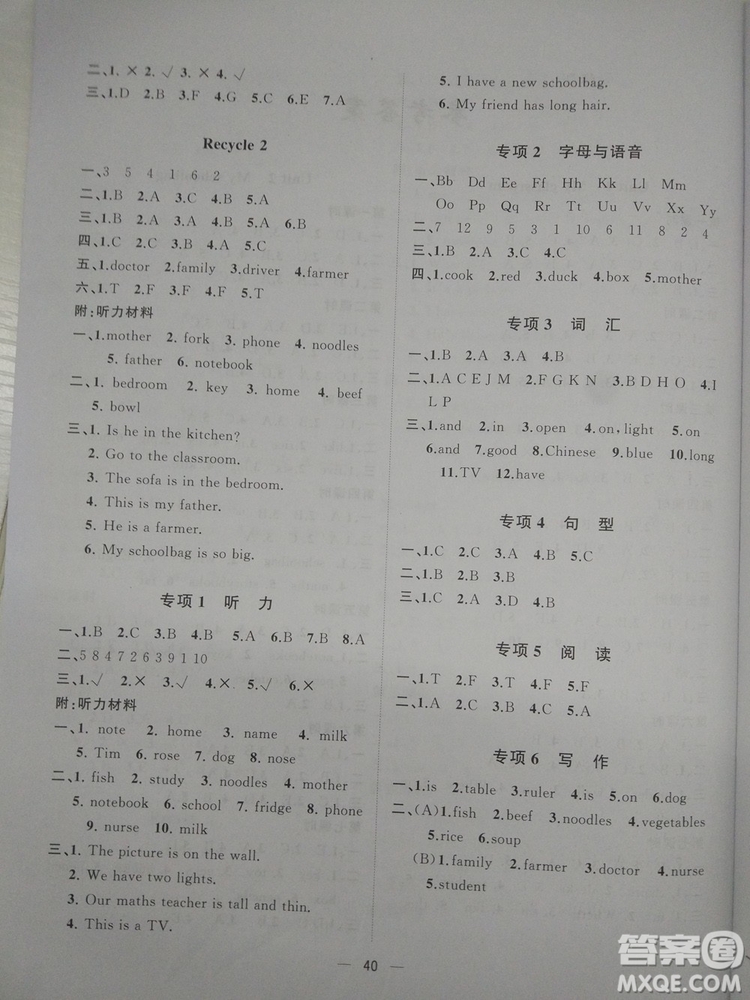 二、1. × 2. √ 3. × 4. √
三、1.D 2.B 3.F 4.G 5.C 6.E 7.A
Recycle 2
一、3 5 4 1 6 2
二、1.B 2.A 3.C 4.B 5.A
三、1.B 2.A 3.A 4.A 5.A 6.B
四、1.C 2.C 3.B 4.C 5.A
五、1.doctor 2.family 3.driver 4.farmer
六、1.T 2.F 3.F 4.F 5.T
附:听力材料
一、1.mother 2. fork 3. phone 4. noodles
5. father 6. notebook
二、1. bedroom 2. key 3. home 4. beef
5. bowl
三、1. Is he in the kitchen?
2. Go to the classroom.
3. The sofa is in the bedroom.
4. This is my father.
5. He is a farmer.
6. My schoolbag is so big.
专项1 听 力
一、1.B 2.C 3.B 4.B 5.A 6.B 7.B 8.A
二、5 8 4 7 2 6 3 9 1 10
三、1.√ 2.× 3.√ 4.× 5.√ 6.×
附:听力材料
一、1. note 2. home 3. name 4. milk
5. Tim 6. rose 7. dog 8. nose
二、1. fish 2. study 3. noodles 4. mother
5. notebook 6. school 7. fridge 8. phone
9. nurse 10. milk
三、1. The picture is on the wall.
2. We have two lights.
3. Our maths teacher is tall and thin.
4. This is a TV.
5. I have a new schoolbag.
6. My friend has long hair.
专项2 字母与语音
一、Bb Dd Ee Ff Hh Kk Ll Mm
Oo Pp Qq Rr Uu Vv Xx Yy
二、7 12 9 5 1 3 11 10 6 8 2 4
三、1.C 2.B 3.C 4.C
四、1.cook 2.red 3.duck 4.box 5.mother
专项3 词 汇
一、1.B 2.A 3.A 4.B
二、1.A C E J M 2.F G K N 3.B D H O 4.I
L P
三、1.and 2.in 3.open 4.on, light 5.on
6.and 7.good 8.Chinese 9.blue 10.long
11.TV 12.have
专项4 句 型
一、1.C 2.C 3.A 4.B 5.C
二、1.D 2.B 3.B
三、1.C 2.A 3.D 4.B
专项5 阅 读
一、1.T 2.F 3.T 4.F 5.F
二、1.A 2.B 3.C 4.C 5.A
专项6 写 作
一、1.is 2.table 3.ruler 4.is 5.on
二、(A)1.fish 2.beef 3.noodles 4.vegetables
5.rice 6.soup
(B)1.family 2.farmer 3.doctor 4.nurse
5.student
— 40 —
答案圈
MXQE.COM